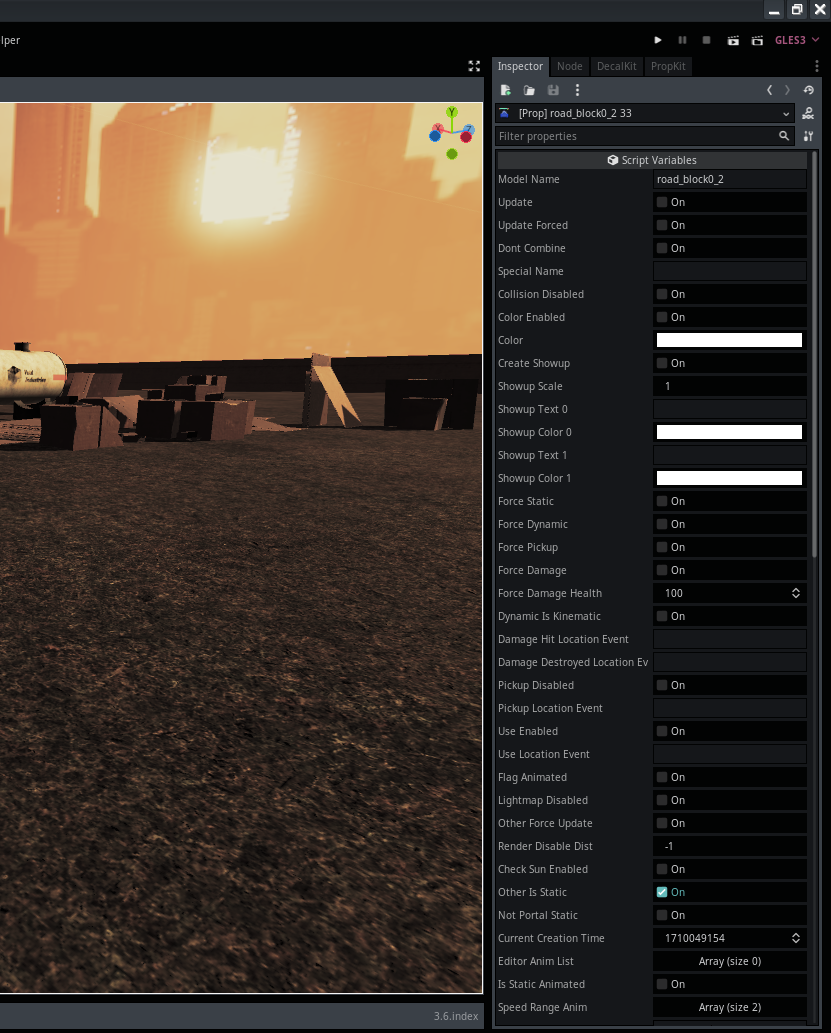 lper
GLES3
Inspector
Node
DecalKit
PropKit
[Prop] road_block0_2 33
Filter properties
Script Variables
Model Name
road_block0_2
Update
On
Update Forced
On
Dont Combine
On
Special Name
Collision Disabled
On
Color Enabled
On
Color
Create Showup
On
Showup Scale
1
Showup Text 0
Showup Color 0
Showup Text 1
Showup Color 1
Force Static
On
Force Dynamic
On
Force Pickup
On
Force Damage
On
Force Damage Health
100
Dynamic Is Kinematic
On
Damage Hit Location Event
Damage Destroyed Location Ev
Pickup Disabled
On
Pickup Location Event
Use Enabled
On
Use Location Event
Flag Animated
On
Lightmap Disabled
On
Other Force Update
On
Render Disable Dist
-1
Check Sun Enabled
On
Other Is Static
On
Not Portal Static
On
Current Creation Time
1710049154
Editor Anim List
Array (size 0)
Is Static Animated
On
Speed Range Anim
Array (size 2)
Y
X
Z
Industries
3.6.index